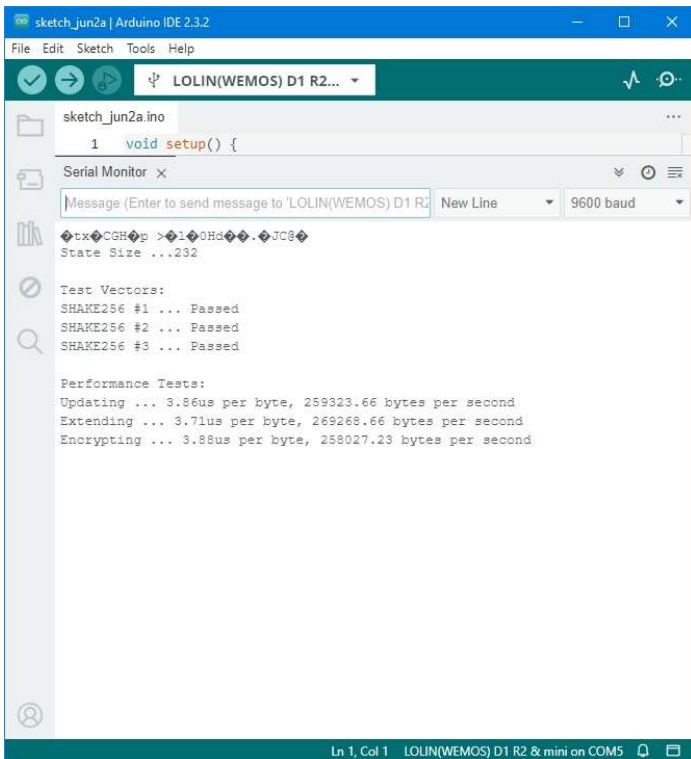 sketch_jun2a | Arduino IDE 2.3.2
File Edit Sketch Tools Help
LOLIN(WEMOS) D1 R2...
sketch_jun2a.ino
1 void setup() {
Serial Monitor
Message (Enter to send message to 'LOLIN(WEMOS) D1 R2 New Line 9600 baud
�tx�CGH�p >�l�0Hd��.�JC@�
State Size ...232
Test Vectors:
SHAKE256 #1 ... Passed
SHAKE256 #2 ... Passed
SHAKE256 #3 ... Passed
Performance Tests:
Updating ... 3.86us per byte, 259323.66 bytes per second
Extending ... 3.71us per byte, 269268.66 bytes per second
Encrypting ... 3.88us per byte, 258027.23 bytes per second
Ln 1, Col 1 LOLIN(WEMOS) D1 R2 & mini on COM5